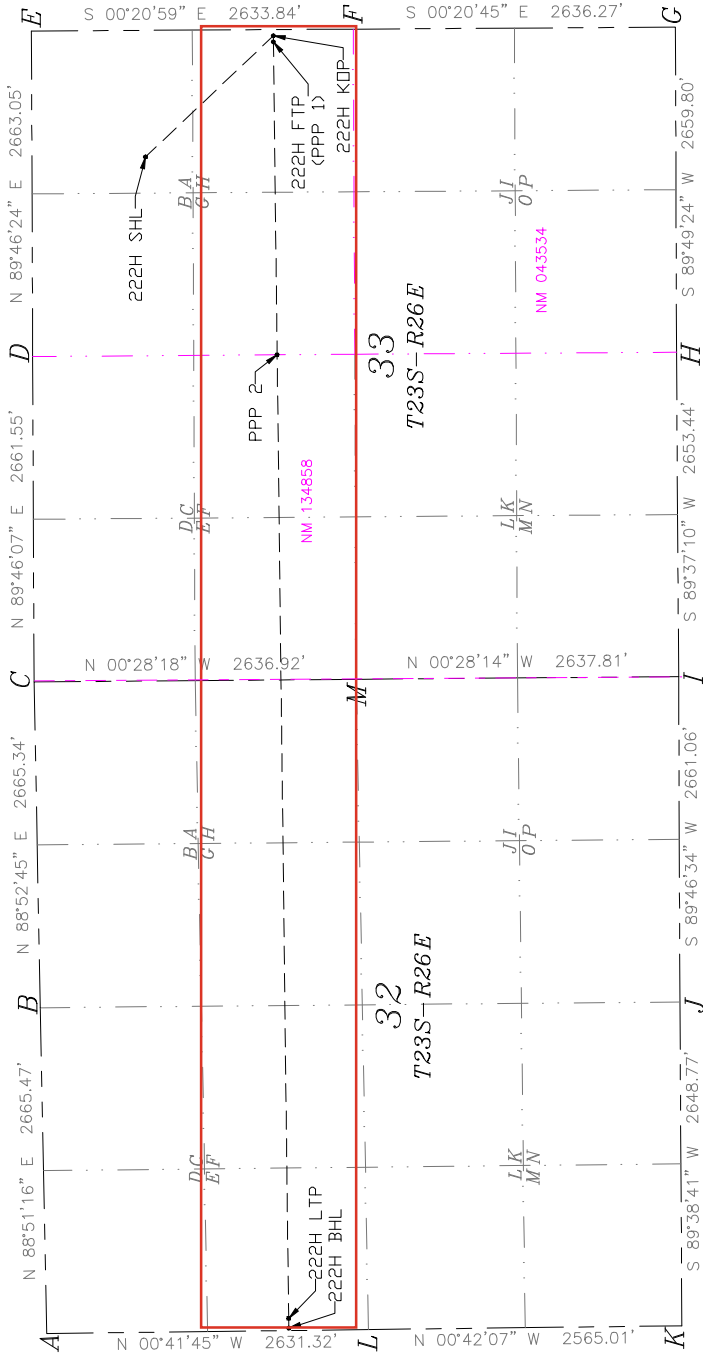 A
B
C
D
E
N 88°51'16" E 2665.47'
N 88°52'45" E 2665.34'
N 89°46'07" E 2661.55'
N 89°46'24" E 2663.05'
222H SHL
D C
E F
B A
G H
D C
E F
B A
G H
N 00°41'45" W 2631.32'
N 00°28'18" W 2636.92'
S 00°20'59" E 2633.84'
222H LTP
222H BHL
PPP 2
NM 134858
222H FTP
(PPP 1)
222H KOP
L
M
F
32
T23S-R26E
33
T23S-R26E
N 00°42'07" W 2565.01'
N 00°28'14" W 2637.81'
S 00°20'45" E 2636.27'
L K
M N
J I
O P
L K
M N
J I
O P
NM 043534
S 89°38'41" W 2648.77'
S 89°46'34" W 2661.06'
S 89°37'10" W 2653.44'
S 89°49'24" W 2659.80'
K
J
I
H
G